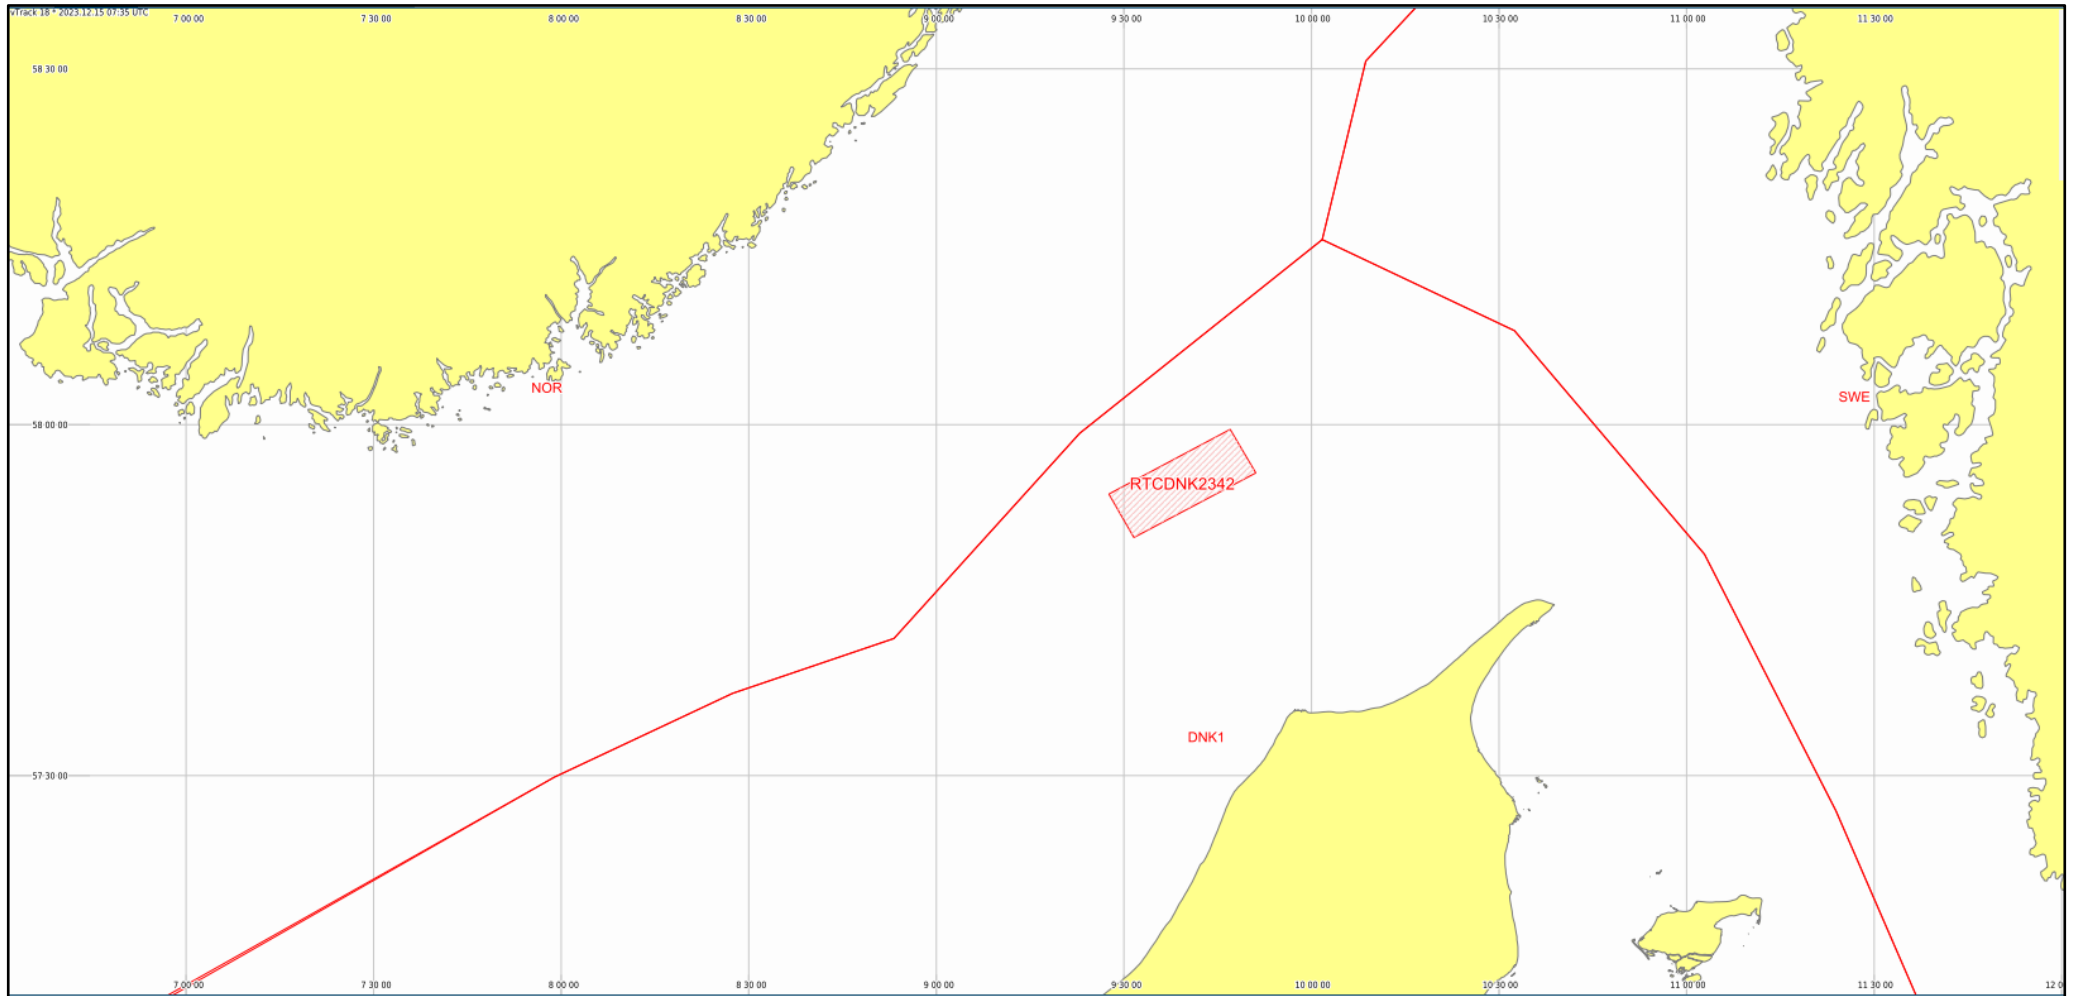 vTrack 18 * 2023.12.15 07:35 UTC
7 00 00 7 30 00 8 00 00 8 30 00 9 00 00 9 30 00 10 00 00 10 30 00 11 00 00 11 30 00
58 30 00
NOR
SWE
58 00 00
RTCDNK2342
DNK1
57 30 00
7 00 00 7 30 00 8 00 00 8 30 00 9 00 00 9 30 00 10 00 00 10 30 00 11 00 00 11 30 00 12 0